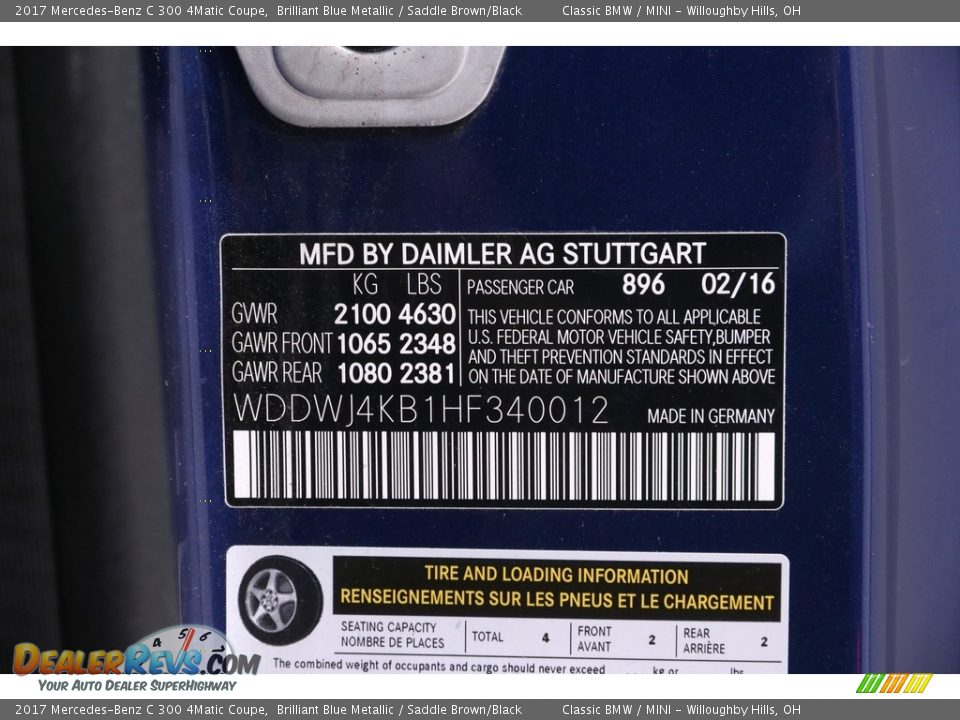 2017 Mercedes-Benz C 300 4Matic Coupe, Brilliant Blue Metallic / Saddle Brown/Black Classic BMW / MINI - Willoughby Hills, OH
MFD BY DAIMLER AG STUTTGART
KG LBS
GVWR 2100 4630
GAWR FRONT 1065 2348
GAWR REAR 1080 2381
PASSENGER CAR 896 02/16
THIS VEHICLE CONFORMS TO ALL APPLICABLE
U.S. FEDERAL MOTOR VEHICLE SAFETY,BUMPER
AND THEFT PREVENTION STANDARDS IN EFFECT
ON THE DATE OF MANUFACTURE SHOWN ABOVE
WDDWJ4KB1HF340012 MADE IN GERMANY
TIRE AND LOADING INFORMATION
RENSEIGNEMENTS SUR LES PNEUS ET LE CHARGEMENT
SEATING CAPACITY
NOMBRE DE PLACES
TOTAL 4
FRONT
AVANT
2
REAR
ARRIÈRE
2
The combined weight of occupants and cargo should never exceed kg or lbs
4 5 6
DEALERREVS.COM
YOUR AUTO DEALER SUPERHIGHWAY
2017 Mercedes-Benz C 300 4Matic Coupe, Brilliant Blue Metallic / Saddle Brown/Black Classic BMW / MINI - Willoughby Hills, OH